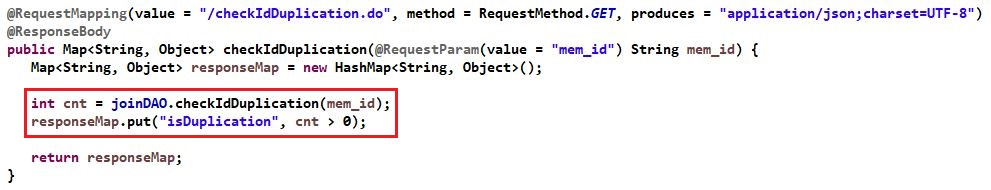 @RequestMapping(value = "/checkIdDuplication.do", method = RequestMethod.GET, produces = "application/json;charset=UTF-8")
@ResponseBody
public Map<String, Object> checkIdDuplication(@RequestParam(value = "mem_id") String mem_id) {
Map<String, Object> responseMap = new HashMap<String, Object>();
int cnt = joinDAO.checkIdDuplication(mem_id);
responseMap.put("isDuplication", cnt > 0);
return responseMap;
}